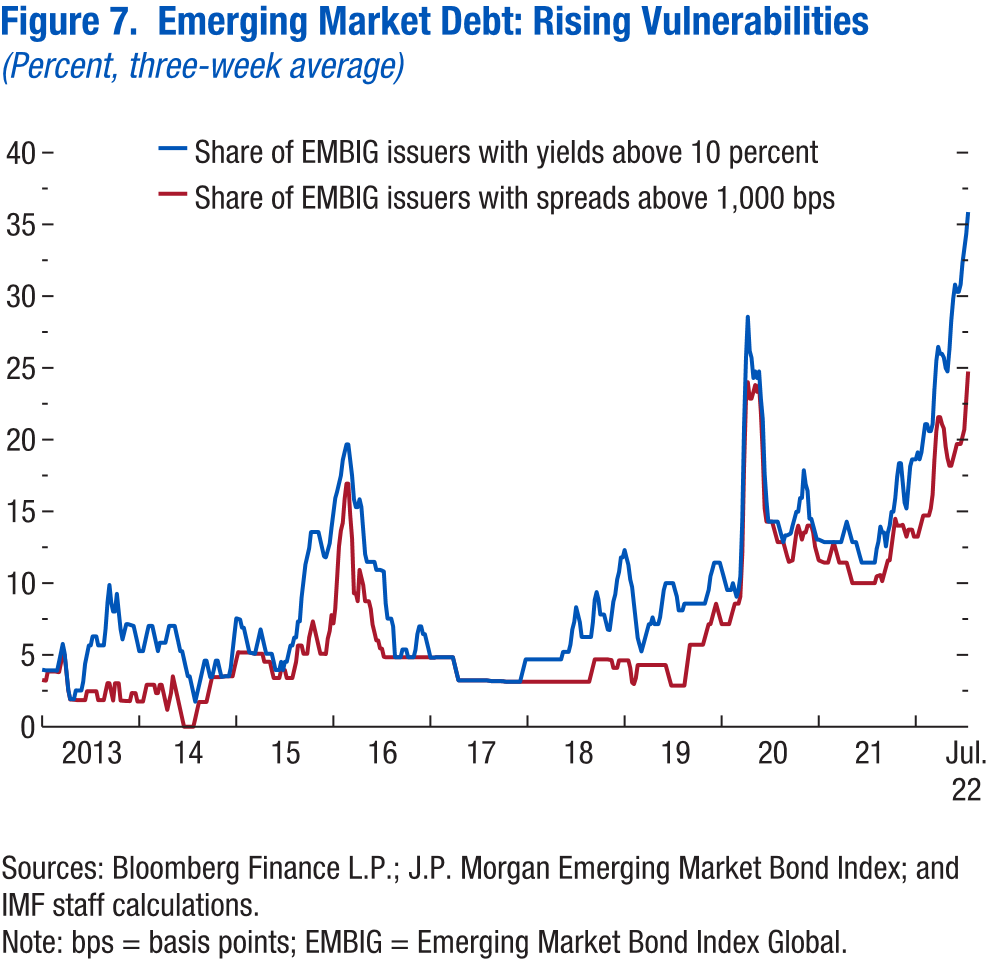 Figure 7. Emerging Market Debt: Rising Vulnerabilities
(Percent, three-week average)
Share of EMBIG issuers with yields above 10 percent
Share of EMBIG issuers with spreads above 1,000 bps
40
35
30
25
20
15
10
5
0
2013 14 15 16 17 18 19 20 21 Jul.
22
Sources: Bloomberg Finance L.P.; J.P. Morgan Emerging Market Bond Index; and
IMF staff calculations.
Note: bps = basis points; EMBIG = Emerging Market Bond Index Global.